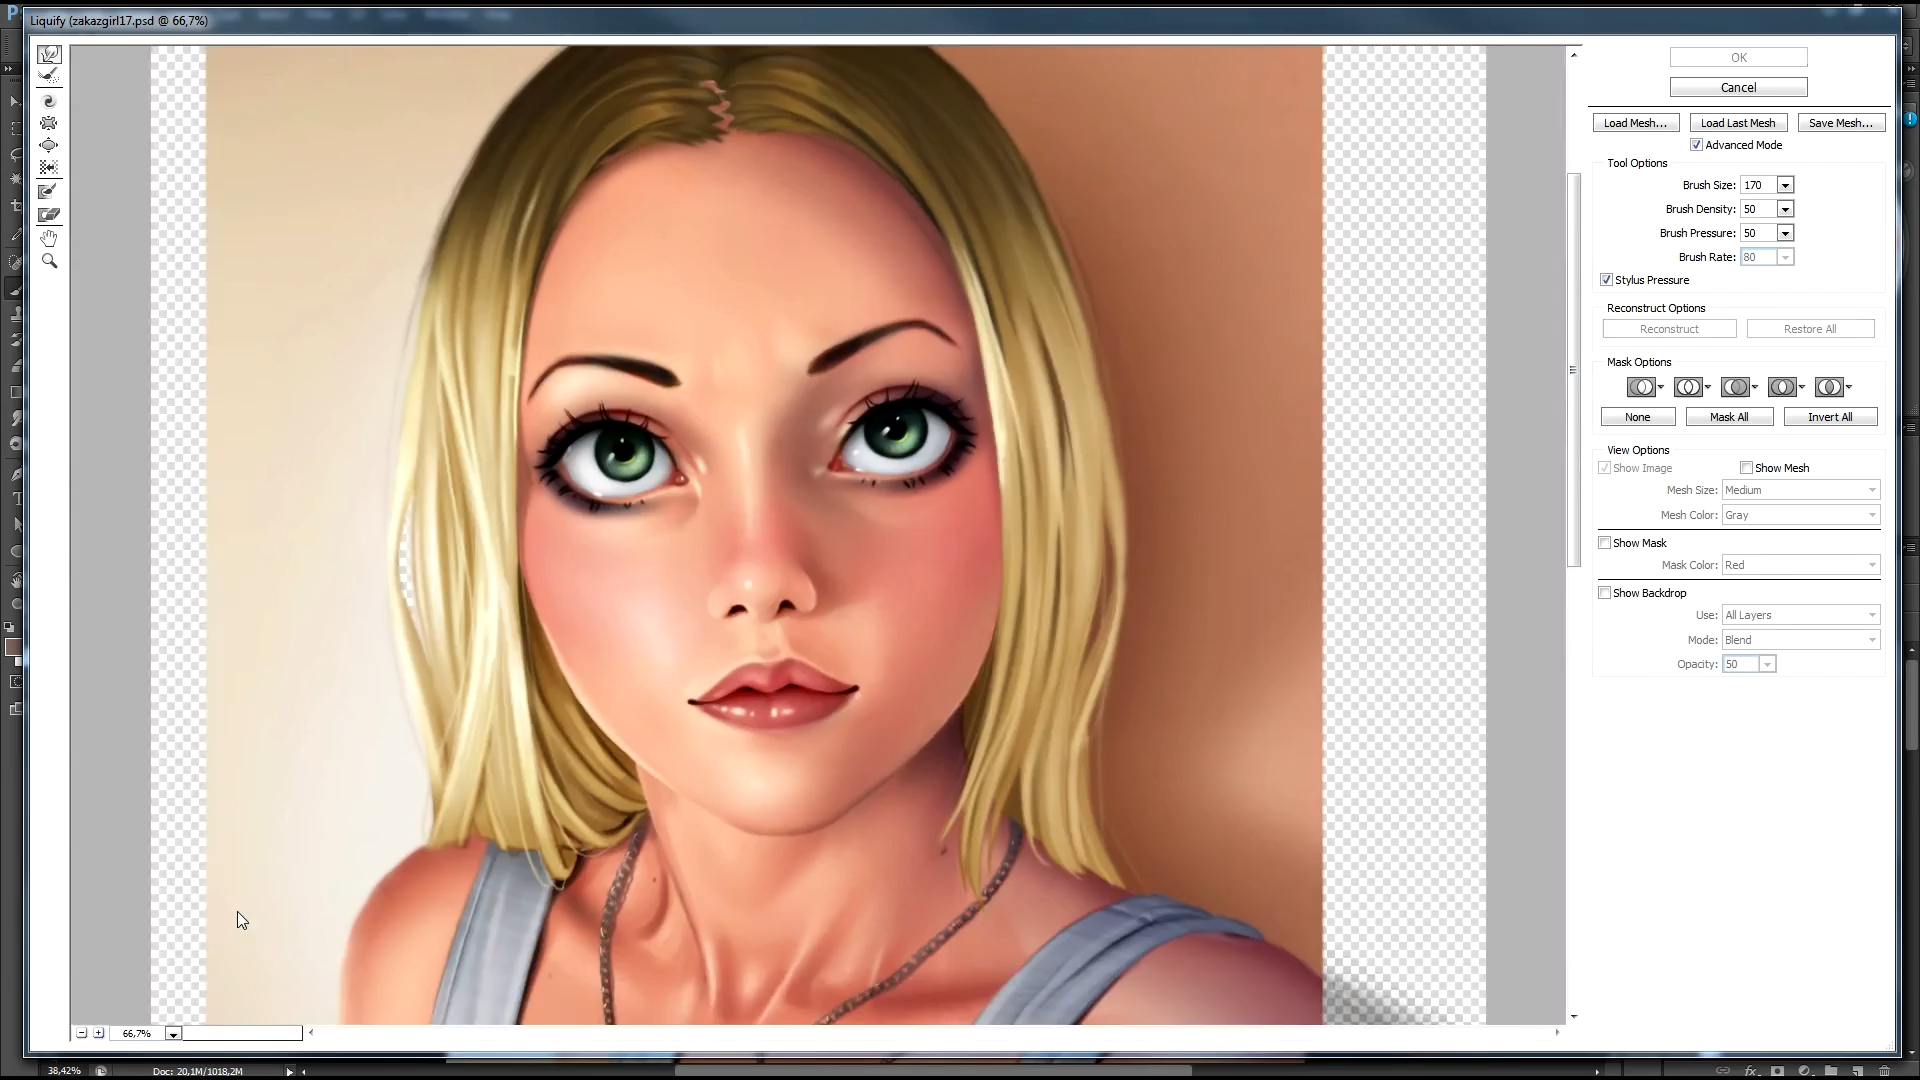 Liquify (zakazgirl17.psd @ 66,7%)
OK
Cancel
Load Mesh... Load Last Mesh Save Mesh...
Advanced Mode
Tool Options
Brush Size: 170
Brush Density: 50
Brush Pressure: 50
Brush Rate: 80
Stylus Pressure
Reconstruct Options
Reconstruct Restore All
Mask Options
None Mask All Invert All
View Options
Show Image Show Mesh
Mesh Size: Medium
Mesh Color: Gray
Show Mask
Mask Color: Red
Show Backdrop
Use: All Layers
Mode: Blend
Opacity: 50
66,7%
38,42% Doc: 20,1M/1018,2M
fx